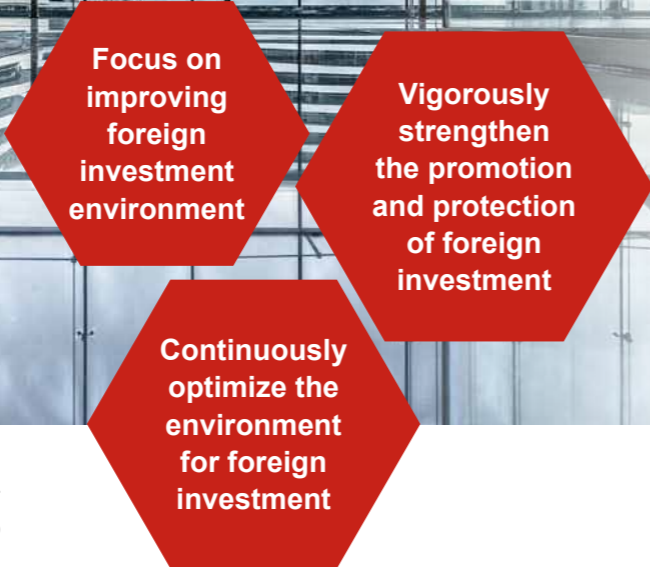 Focus on
improving
foreign
investment
environment
Vigorously
strengthen
the promotion
and protection
of foreign
investment
Continuously
optimize the
environment
for foreign
investment